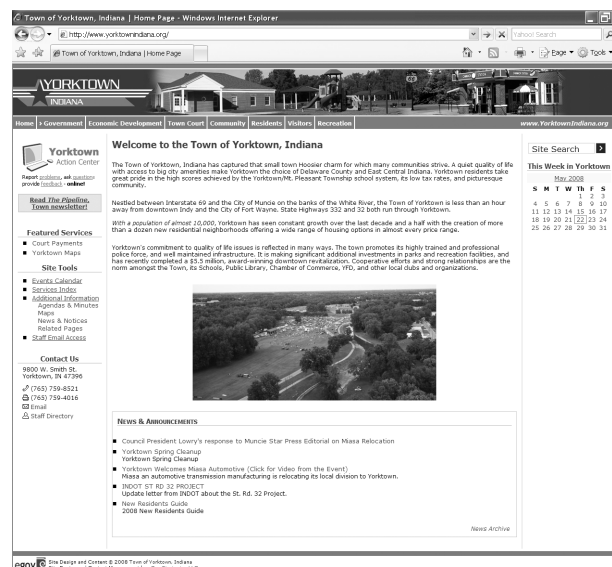 Town of Yorktown, Indiana | Home Page - Windows Internet Explorer
http://www.yorktownindiana.org/
Yahoo! Search
Town of Yorktown, Indiana | Home Page
Page
Tools
YORKTOWN
INDIANA
Home
Government
Economic Development
Town Court
Community
Residents
Visitors
Recreation
www.YorktownIndiana.org
Yorktown
Action Center
Report problems, ask questions
provide feedback - online!
Read The Pipeline,
Town newsletter!
Featured Services
Court Payments
Yorktown Maps
Site Tools
Events Calendar
Services Index
Additional Information
Agendas & Minutes
Maps
News & Notices
Related Pages
Staff Email Access
Contact Us
9800 W. Smith St.
Yorktown, IN 47396
(765) 759-8521
(765) 759-4016
Email
Staff Directory
Welcome to the Town of Yorktown, Indiana
The Town of Yorktown, Indiana has captured that small town Hoosier charm for which many communities strive. A quiet quality of life
with access to big city amenities make Yorktown the choice of Delaware County and East Central Indiana. Yorktown residents take
great pride in the high scores achieved by the Yorktown/Mt. Pleasant Township school system, its low tax rates, and picturesque
community.
Nestled between Interstate 69 and the City of Muncie on the banks of the White River, the Town of Yorktown is less than an hour
away from downtown Indy and the City of Fort Wayne. State Highways 332 and 32 both run through Yorktown.
With a population of almost 10,000, Yorktown has seen constant growth over the last decade and a half with the creation of more
than a dozen new residential neighborhoods offering a wide range of housing options in almost every price range.
Yorktown's commitment to quality of life issues is reflected in many ways. The town promotes its highly trained and professional
police force, and well maintained infrastructure. It is making significant additional investments in parks and recreation facilities, and
has recently completed a $5.5 million, award-winning downtown revitalization. Cooperative efforts and strong relationships are the
norm amongst the Town, its Schools, Public Library, Chamber of Commerce, YFD, and other local clubs and organizations.
News & Announcements
Council President Lowry's response to Muncie Star Press Editorial on Miasa Relocation
Yorktown Spring Cleanup
Yorktown Spring Cleanup
Yorktown Welcomes Miasa Automotive (Click for Video from the Event)
Miasa an automotive transmission manufacturing is relocating its local division to Yorktown.
INDOT ST RD 32 PROJECT
Update letter from INDOT about the St. Rd. 32 Project.
New Residents Guide
2008 New Residents Guide
News Archive
Site Search
This Week in Yorktown
May 2008
S M T W Th F S
1 2 3
4 5 6 7 8 9 10
11 12 13 14 15 16 17
18 19 20 21 22 23 24
25 26 27 28 29 30 31
egov
Site Design and Content © 2008 Town of Yorktown, Indiana